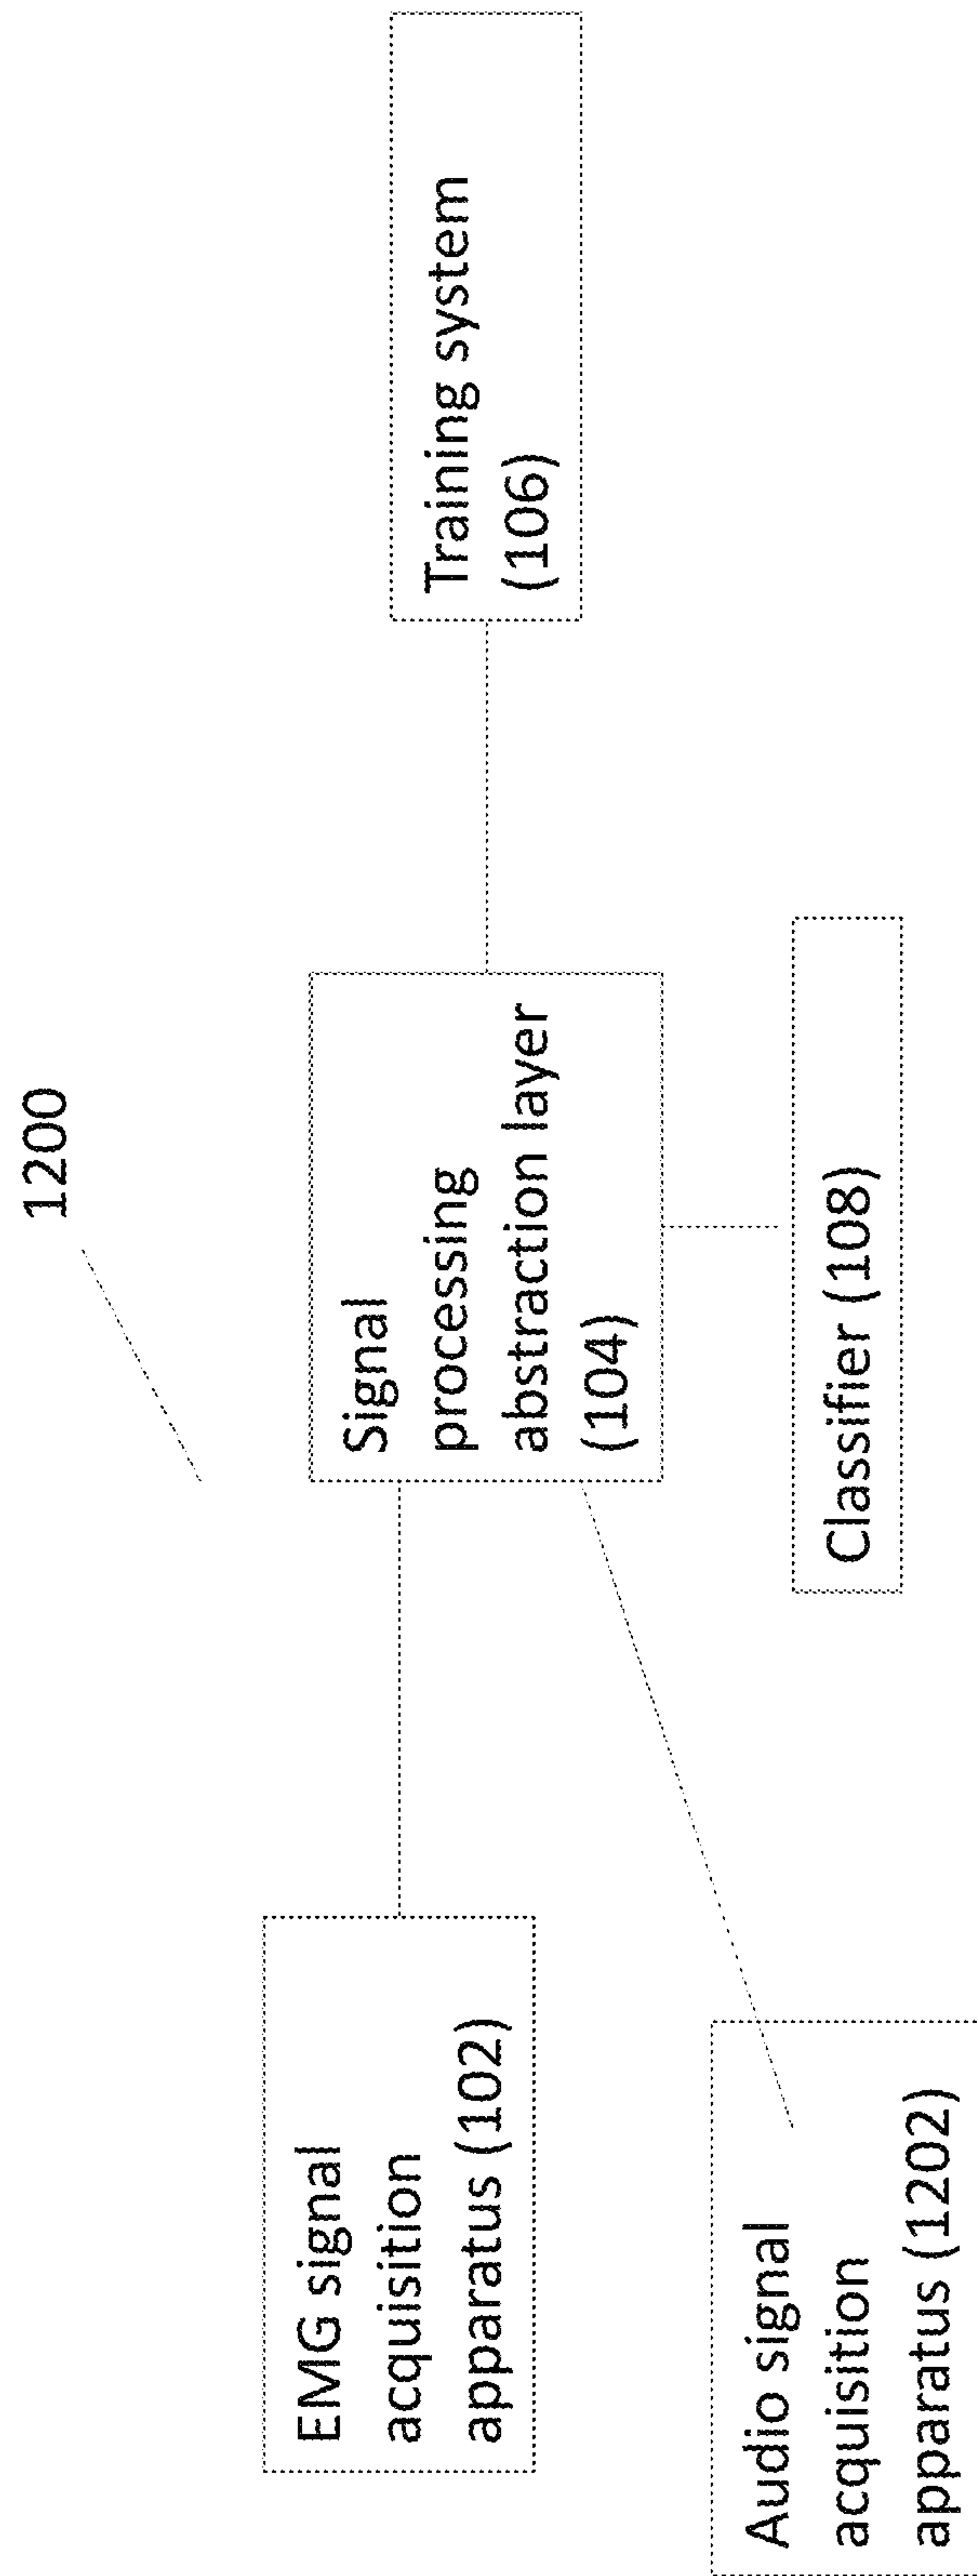 1200
EMG signal
acquisition
apparatus (102)
Signal
processing
abstraction layer
(104)
Training system
(106)
Audio signal
acquisition
apparatus (1202)
Classifier (108)